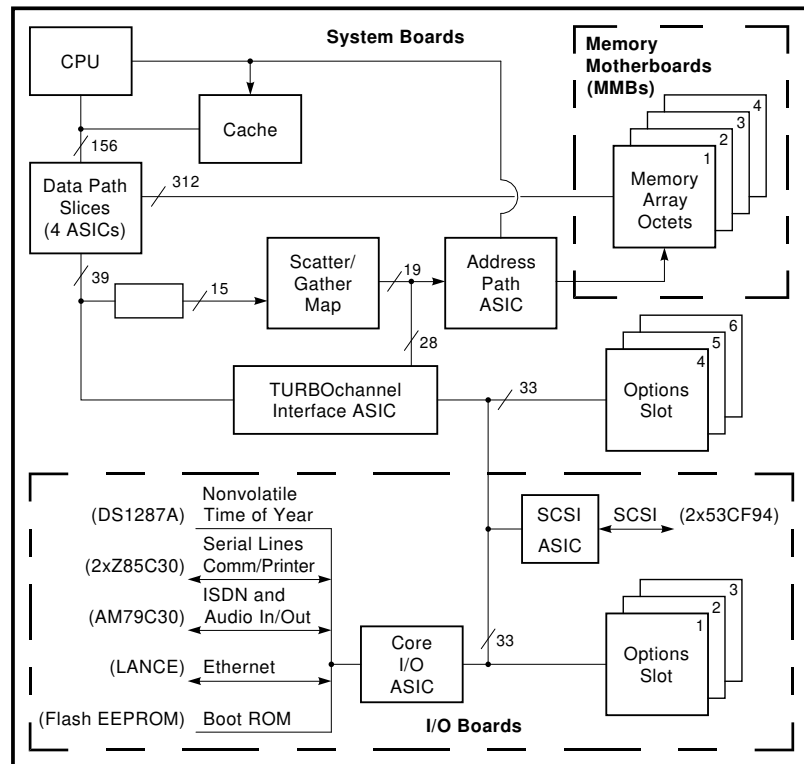 System Boards
CPU
Cache
156
Data Path
Slices
(4 ASICs)
312
Memory
Motherboards
(MMBs)
4
3
2
1
Memory
Array
Octets
39
15
Scatter/
Gather
Map
19
Address
Path
ASIC
28
TURBOchannel
Interface ASIC
33
6
5
4
Options
Slot
(DS1287A)
Nonvolatile
Time of Year
(2xZ85C30)
Serial Lines
Comm/Printer
(AM79C30)
ISDN and
Audio In/Out
(LANCE)
Ethernet
(Flash EEPROM)
Boot ROM
Core
I/O
ASIC
33
SCSI
ASIC
SCSI
(2x53CF94)
3
2
1
Options
Slot
I/O Boards